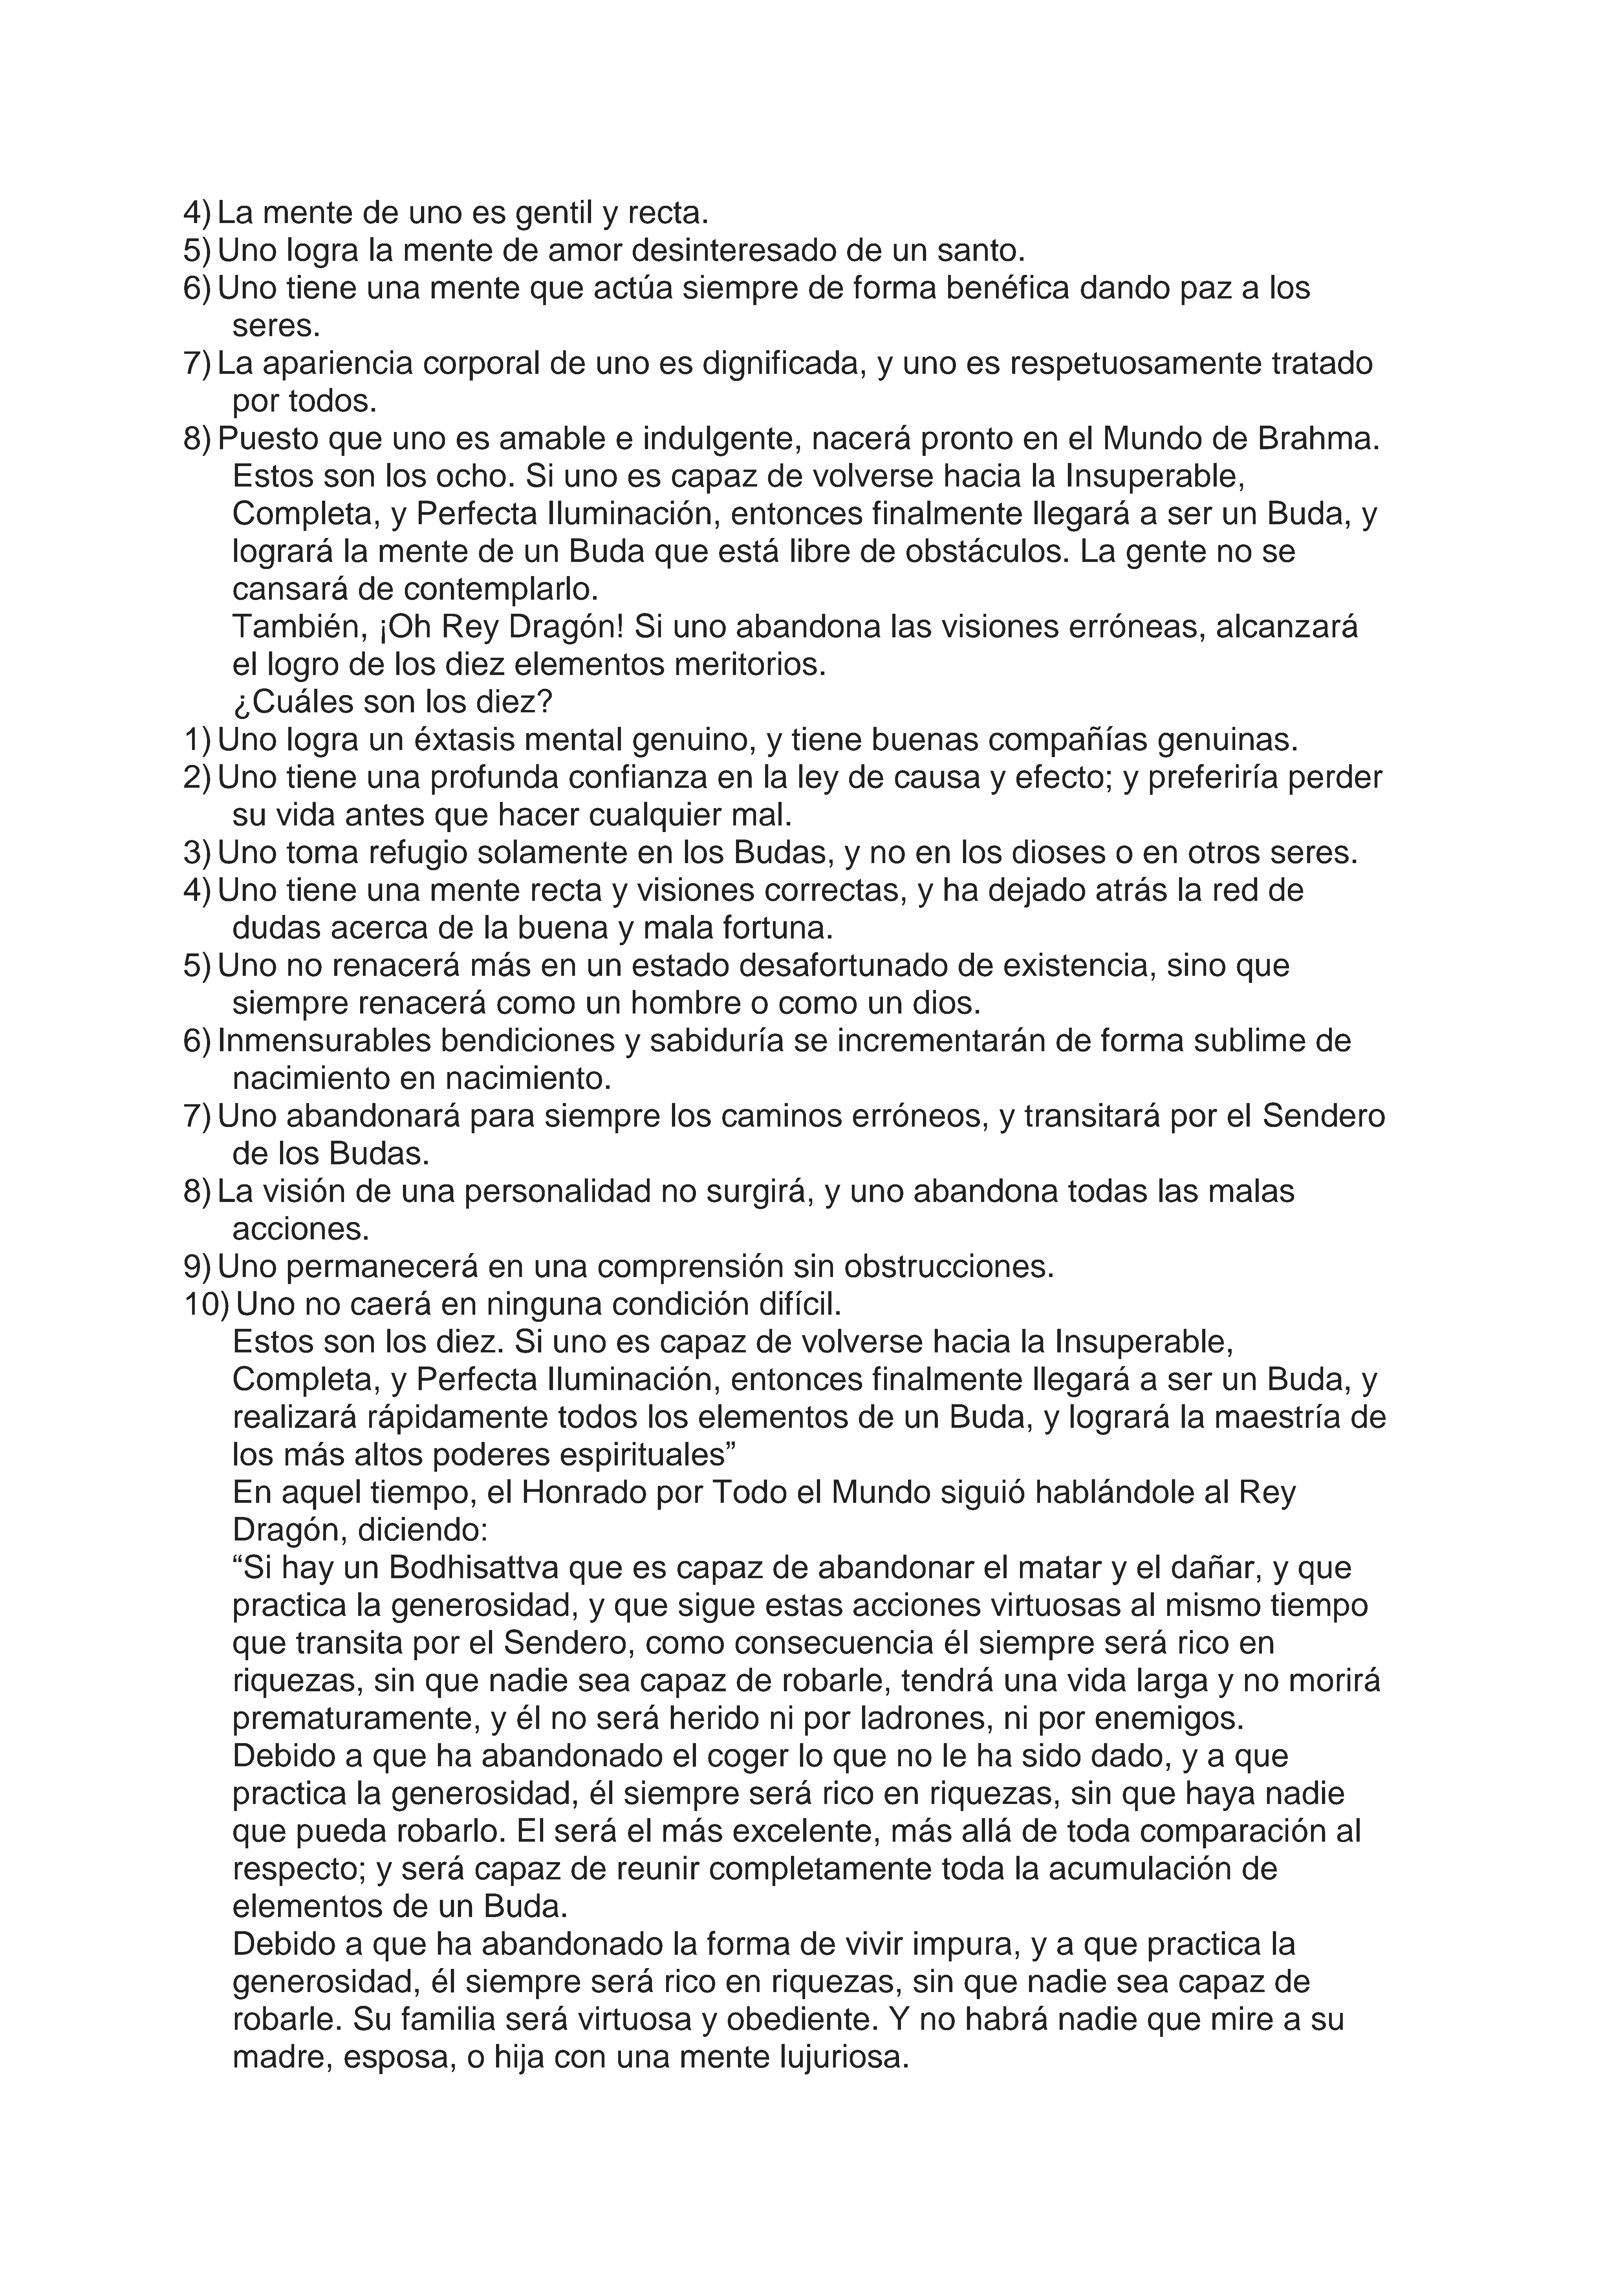 4) La mente de uno es gentil y recta.
5) Uno logra la mente de amor desinteresado de un santo.
6) Uno tiene una mente que actúa siempre de forma benéfica dando paz a los
seres.
7) La apariencia corporal de uno es dignificada, y uno es respetuosamente tratado
por todos.
8) Puesto que uno es amable e indulgente, nacerá pronto en el Mundo de Brahma.
Estos son los ocho. Si uno es capaz de volverse hacia la Insuperable,
Completa, y Perfecta Iluminación, entonces finalmente llegará a ser un Buda, y
logrará la mente de un Buda que está libre de obstáculos. La gente no se
cansará de contemplarlo.
También, ¡Oh Rey Dragón! Si uno abandona las visiones erróneas, alcanzará
el logro de los diez elementos meritorios.
¿Cuáles son los diez?
1) Uno logra un éxtasis mental genuino, y tiene buenas compañías genuinas.
2) Uno tiene una profunda confianza en la ley de causa y efecto; y preferiría perder
su vida antes que hacer cualquier mal.
3) Uno toma refugio solamente en los Budas, y no en los dioses o en otros seres.
4) Uno tiene una mente recta y visiones correctas, y ha dejado atrás la red de
dudas acerca de la buena y mala fortuna.
5) Uno no renacerá más en un estado desafortunado de existencia, sino que
siempre renacerá como un hombre o como un dios.
6) Inmensurables bendiciones y sabiduría se incrementarán de forma sublime de
nacimiento en nacimiento.
7) Uno abandonará para siempre los caminos erróneos, y transitará por el Sendero
de los Budas.
8) La visión de una personalidad no surgirá, y uno abandona todas las malas
acciones.
9) Uno permanecerá en una comprensión sin obstrucciones.
10) Uno no caerá en ninguna condición difícil.
Estos son los diez. Si uno es capaz de volverse hacia la Insuperable,
Completa, y Perfecta Iluminación, entonces finalmente llegará a ser un Buda, y
realizará rápidamente todos los elementos de un Buda, y logrará la maestría de
los más altos poderes espirituales”
En aquel tiempo, el Honrado por Todo el Mundo siguió hablándole al Rey
Dragón, diciendo:
“Si hay un Bodhisattva que es capaz de abandonar el matar y el dañar, y que
practica la generosidad, y que sigue estas acciones virtuosas al mismo tiempo
que transita por el Sendero, como consecuencia él siempre será rico en
riquezas, sin que nadie sea capaz de robarle, tendrá una vida larga y no morirá
prematuramente, y él no será herido ni por ladrones, ni por enemigos.
Debido a que ha abandonado el coger lo que no le ha sido dado, y a que
practica la generosidad, él siempre será rico en riquezas, sin que haya nadie
que pueda robarlo. El será el más excelente, más allá de toda comparación al
respecto; y será capaz de reunir completamente toda la acumulación de
elementos de un Buda.
Debido a que ha abandonado la forma de vivir impura, y a que practica la
generosidad, él siempre será rico en riquezas, sin que nadie sea capaz de
robarle. Su familia será virtuosa y obediente. Y no habrá nadie que mire a su
madre, esposa, o hija con una mente lujuriosa.